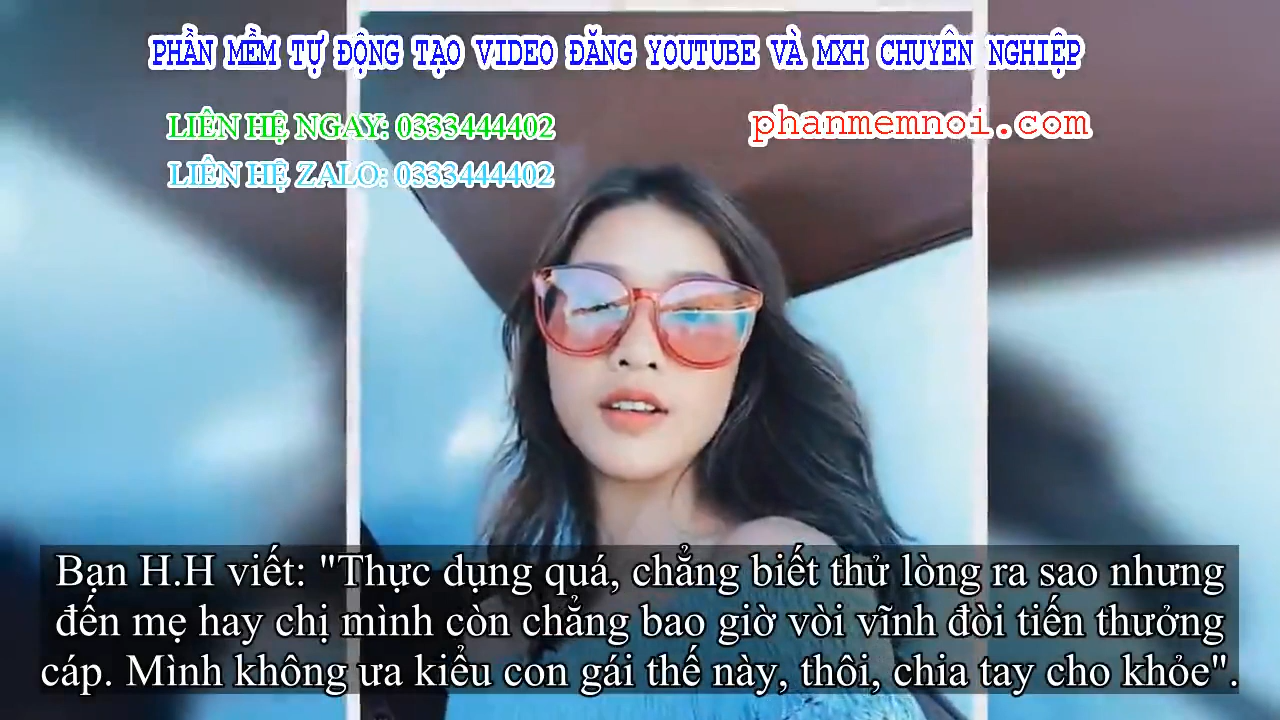 PHẦN MỀM TỰ ĐỘNG TẠO VIDEO ĐĂNG YOUTUBE VÀ MXH CHUYÊN NGHIỆP
LIÊN HỆ NGAY: 0333444402
phanmemnoi.com
LIÊN HỆ ZALO: 0333444402
Bạn H.H viết: "Thực dụng quá, chẳng biết thử lòng ra sao nhưng
đến mẹ hay chị mình còn chẳng bao giờ vòi vĩnh đòi tiến thưởng
cáp. Mình không ưa kiểu con gái thế này, thôi, chia tay cho khỏe".